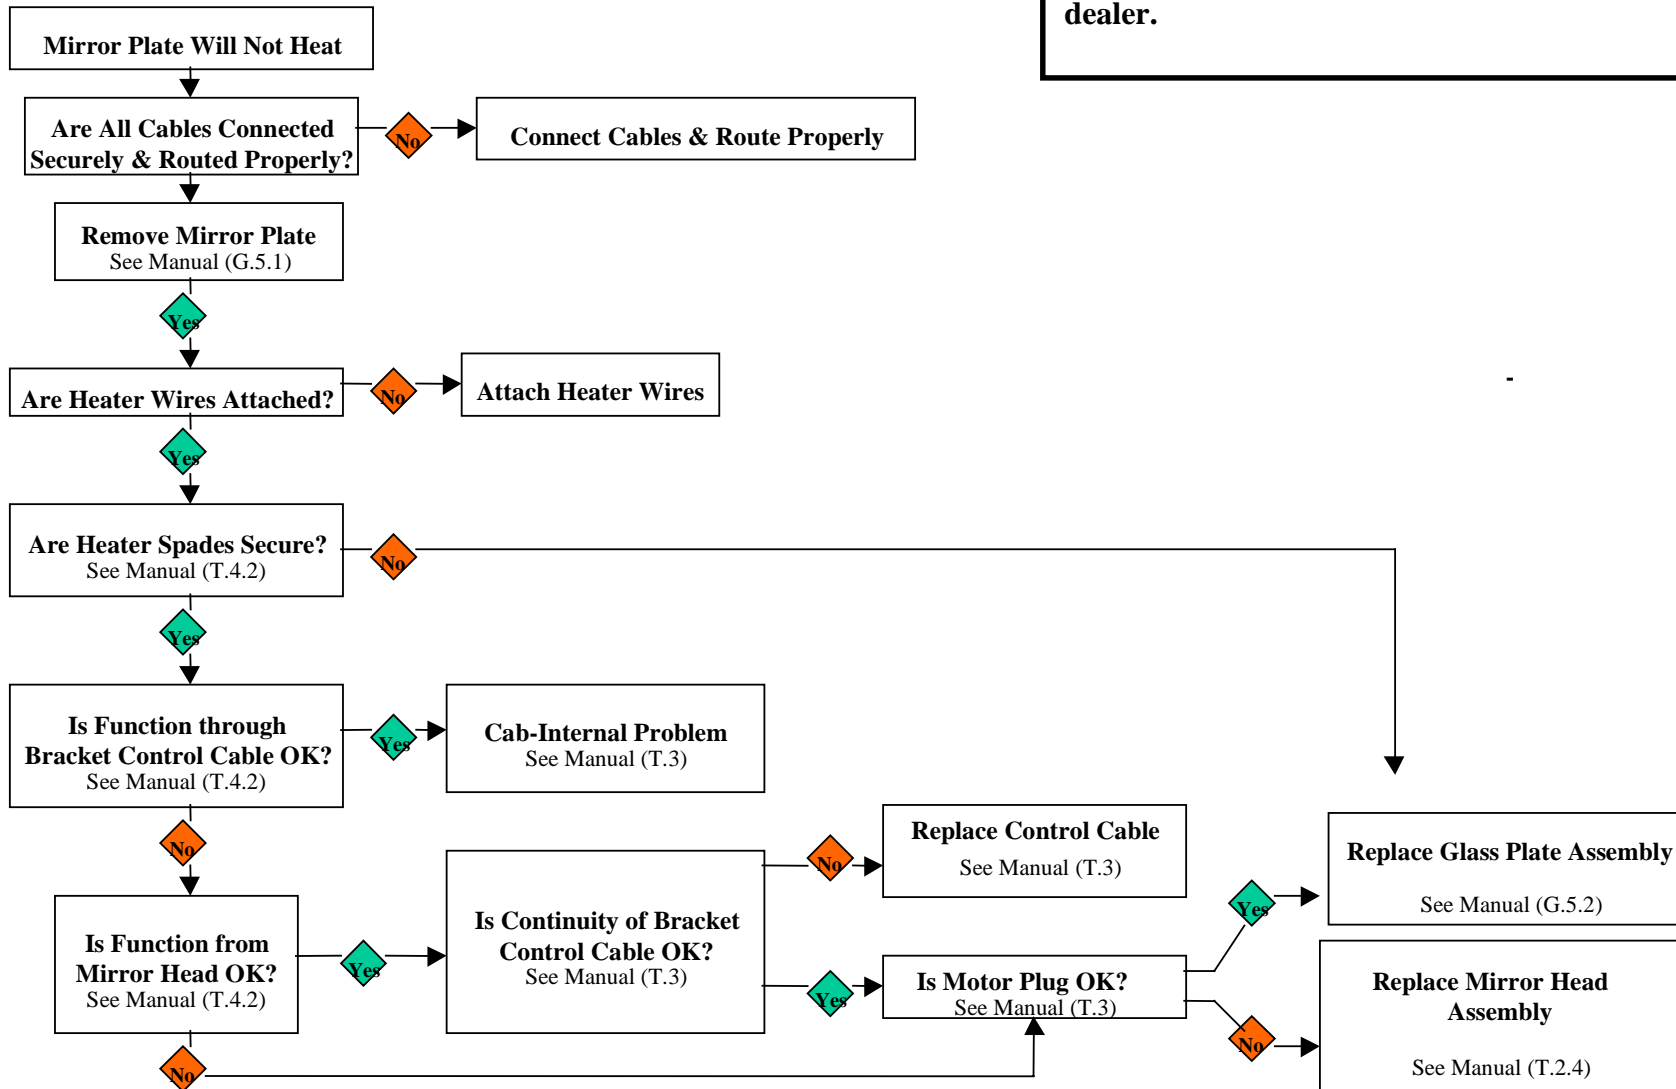 dealer.
Mirror Plate Will Not Heat
Are All Cables Connected
Securely & Routed Properly?
No
Connect Cables & Route Properly
Remove Mirror Plate
See Manual (G.5.1)
Yes
Are Heater Wires Attached?
No
Attach Heater Wires
-
Yes
Are Heater Spades Secure?
See Manual (T.4.2)
No
Yes
Is Function through
Bracket Control Cable OK?
See Manual (T.4.2)
Yes
Cab-Internal Problem
See Manual (T.3)
No
Is Function from
Mirror Head OK?
See Manual (T.4.2)
Yes
Is Continuity of Bracket
Control Cable OK?
See Manual (T.3)
No
Replace Control Cable
See Manual (T.3)
Yes
Is Motor Plug OK?
See Manual (T.3)
Yes
Replace Glass Plate Assembly
See Manual (G.5.2)
No
Replace Mirror Head
Assembly
See Manual (T.2.4)
No